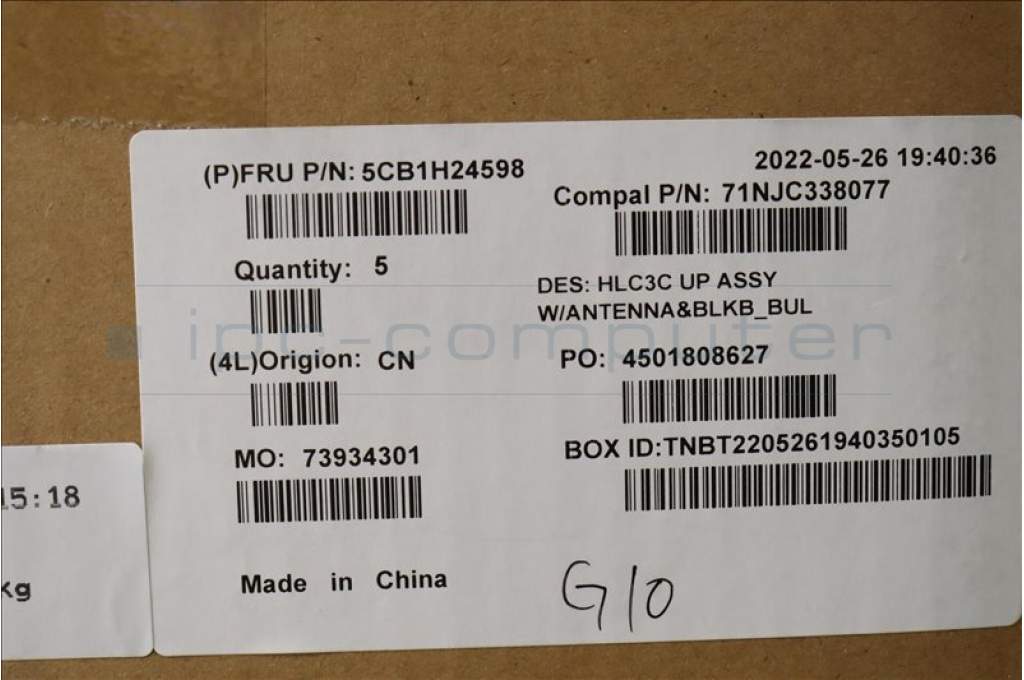 (P)FRU P/N: 5CB1H24598
2022-05-26 19:40:36
Compal P/N: 71NJC338077
Quantity: 5
DES: HLC3C UP ASSY
W/ANTENNA&BLKB_BUL
ipc-computer
(4L)Origion: CN
PO: 4501808627
MO: 73934301
BOX ID:TNBT2205261940350105
Made in China
G10
15:18
kg